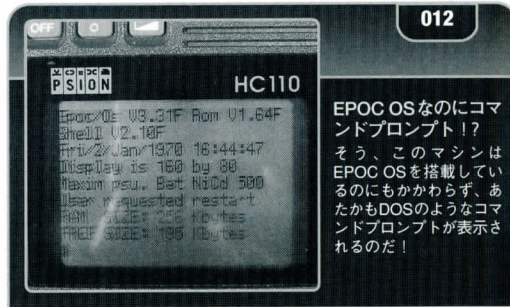 012
OFF
PSION
HC110
Epoc/Os V3.31F Rom V1.64F
Shell V2.10F
Fri/2/Jan/1970 16:44:47
Display is 160 by 80
Maxim psu. Bat NiCd 500
User requested restart
RAM SIZE: 256 Kbytes
FREE SIZE: 195 Kbytes
EPOC OSなのにコマ
ンドプロンプト!?
そう、このマシンは
EPOC OSを搭載してい
るのにもかかわらず、あ
たかもDOSのようなコマ
ンドプロンプトが表示さ
れるのだ!